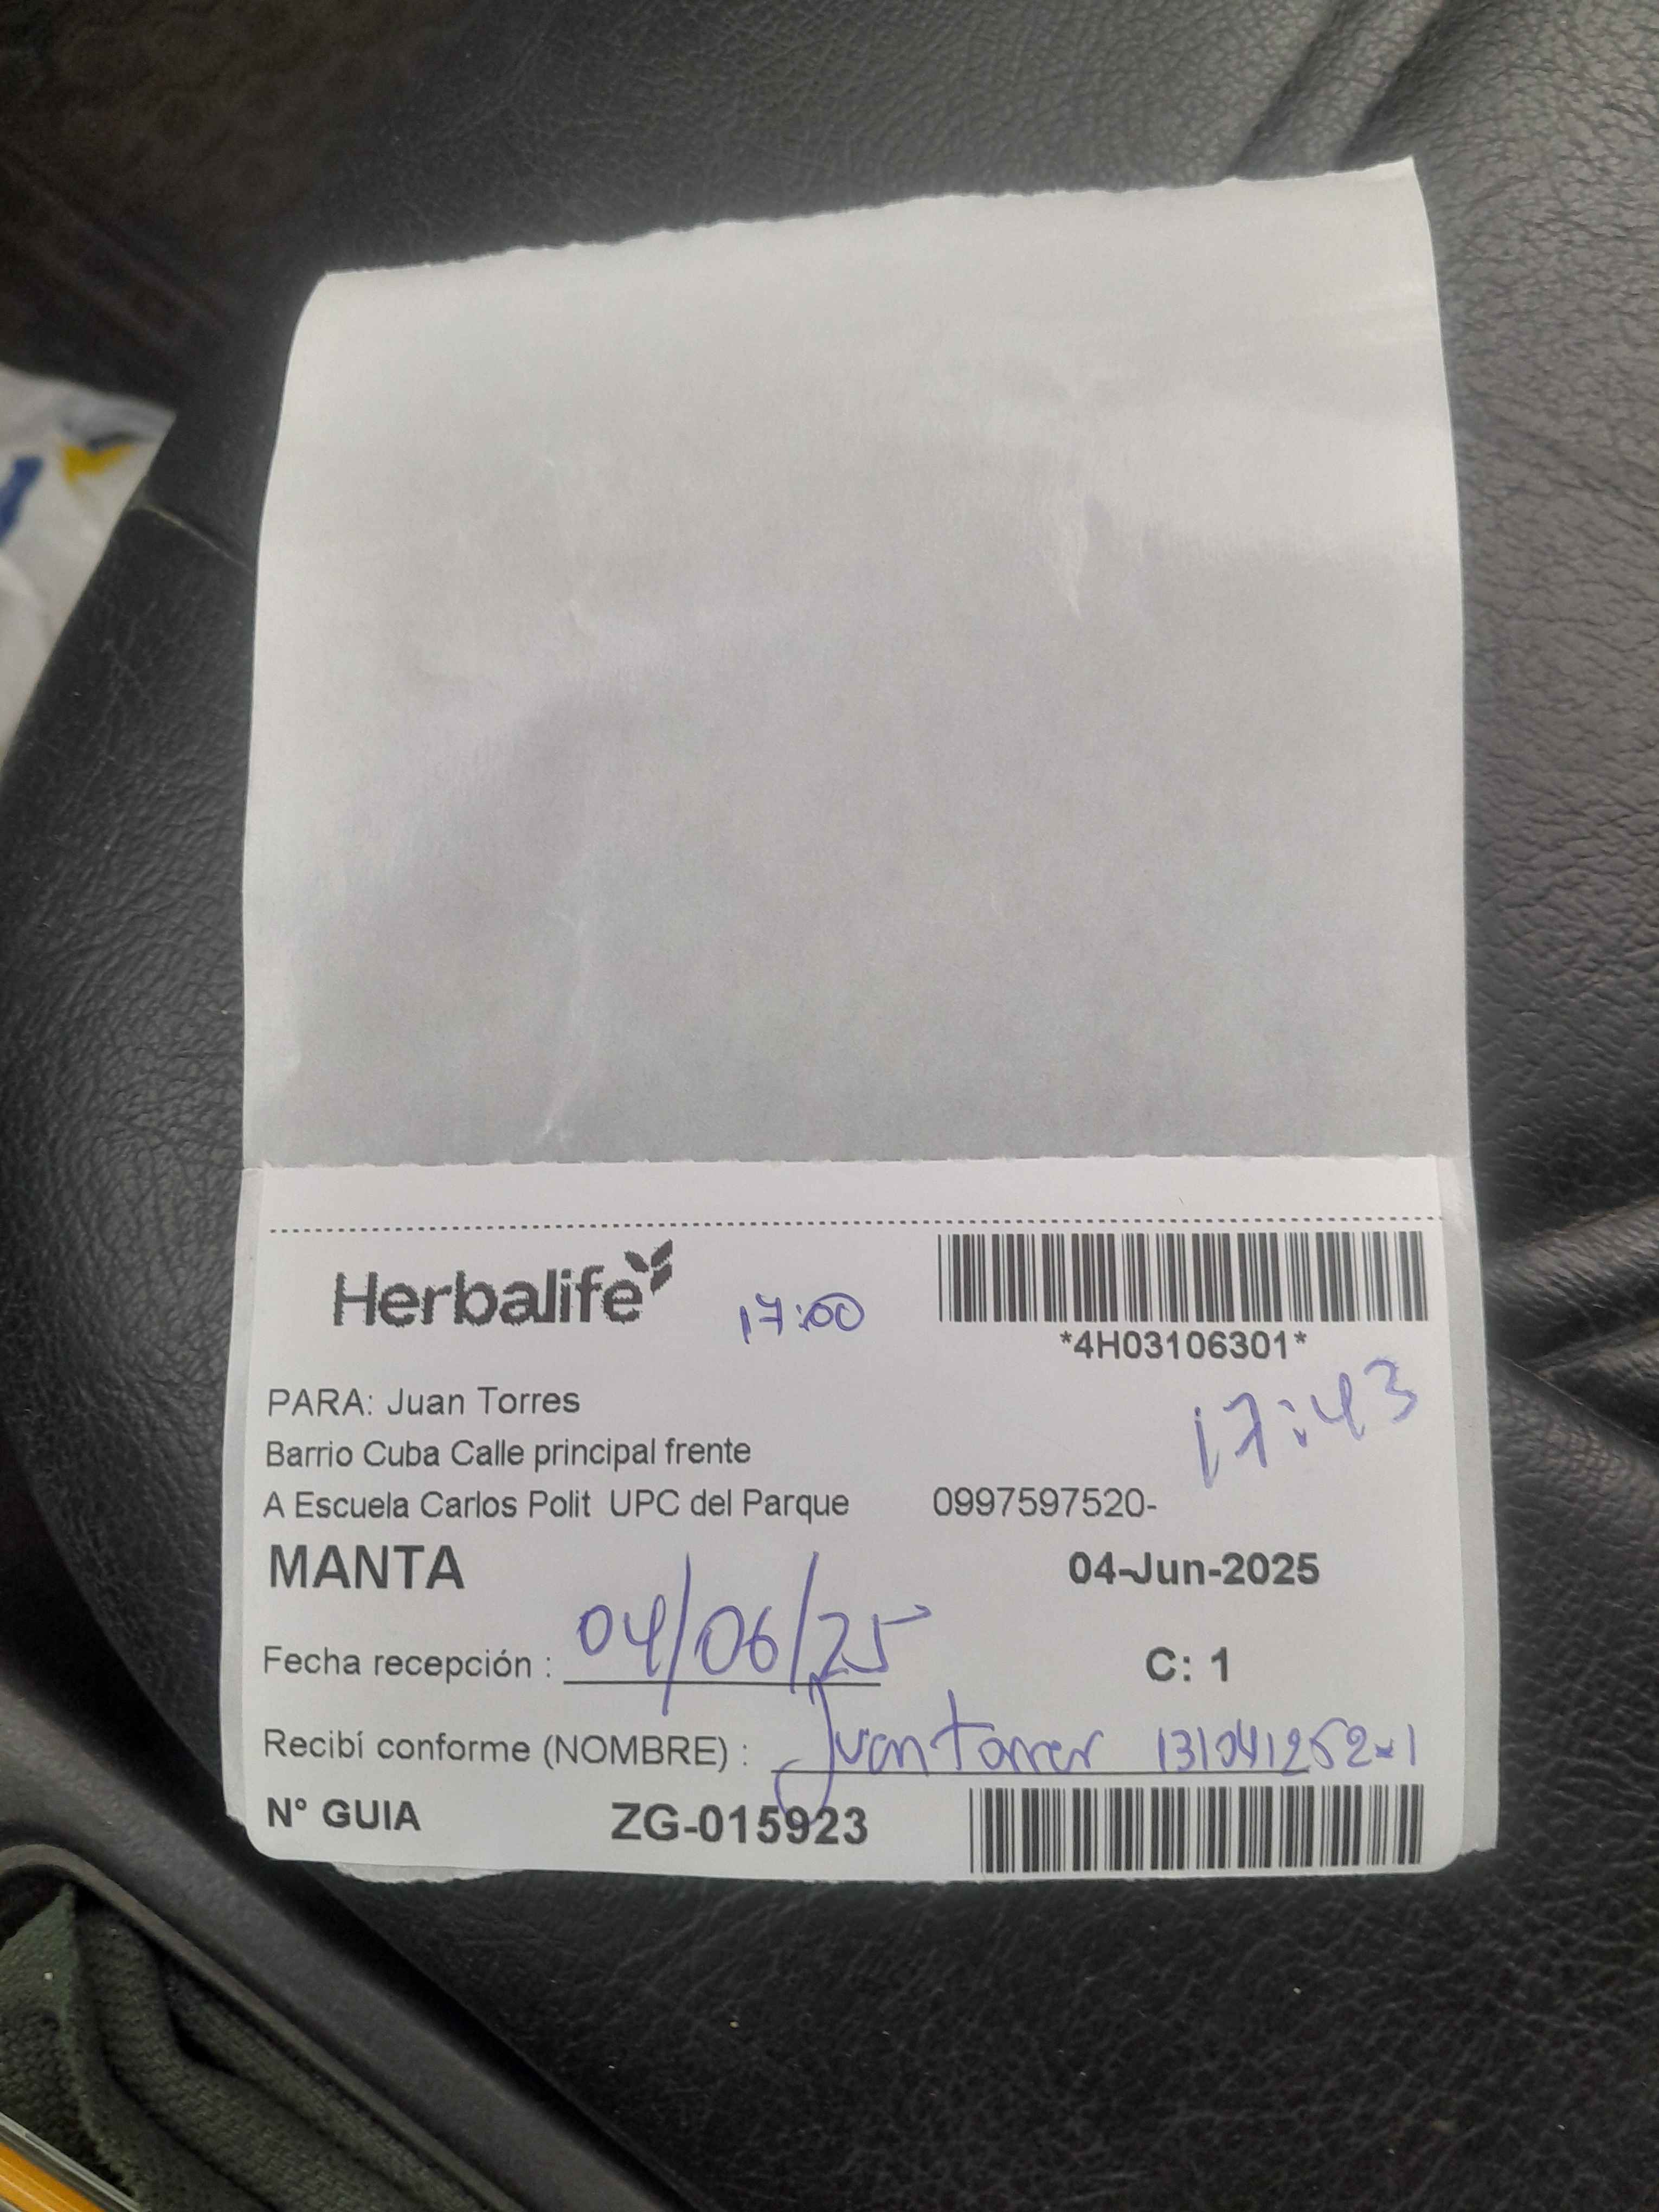 Herbalife
17:00
*4H03106301*
PARA: Juan Torres
17:43
Barrio Cuba Calle principal frente
A Escuela Carlos Polit UPC del Parque 0997597520-
MANTA 04-Jun-2025
Fecha recepción : 04/06/25 C: 1
Recibí conforme (NOMBRE) : Juan Torres
N° GUIA ZG-015923